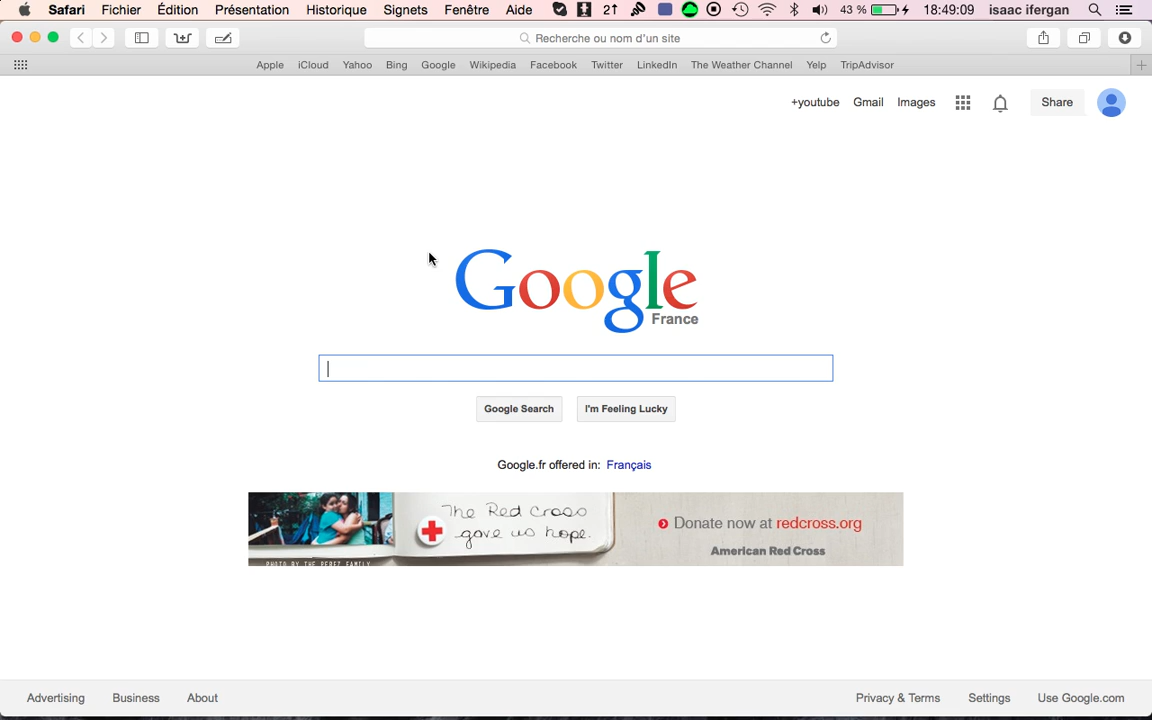 Safari Fichier Édition Présentation Historique Signets Fenêtre Aide 2↑ 43 % 18:49:09 isaac ifergan
Recherche ou nom d'un site
Apple iCloud Yahoo Bing Google Wikipedia Facebook Twitter LinkedIn The Weather Channel Yelp TripAdvisor
+youtube Gmail Images Share
Google
France
Google Search I'm Feeling Lucky
Google.fr offered in: Français
The Red cross
gave us hope.
Donate now at redcross.org
American Red Cross
PHOTO BY THE PEREZ FAMILY
Advertising Business About Privacy & Terms Settings Use Google.com